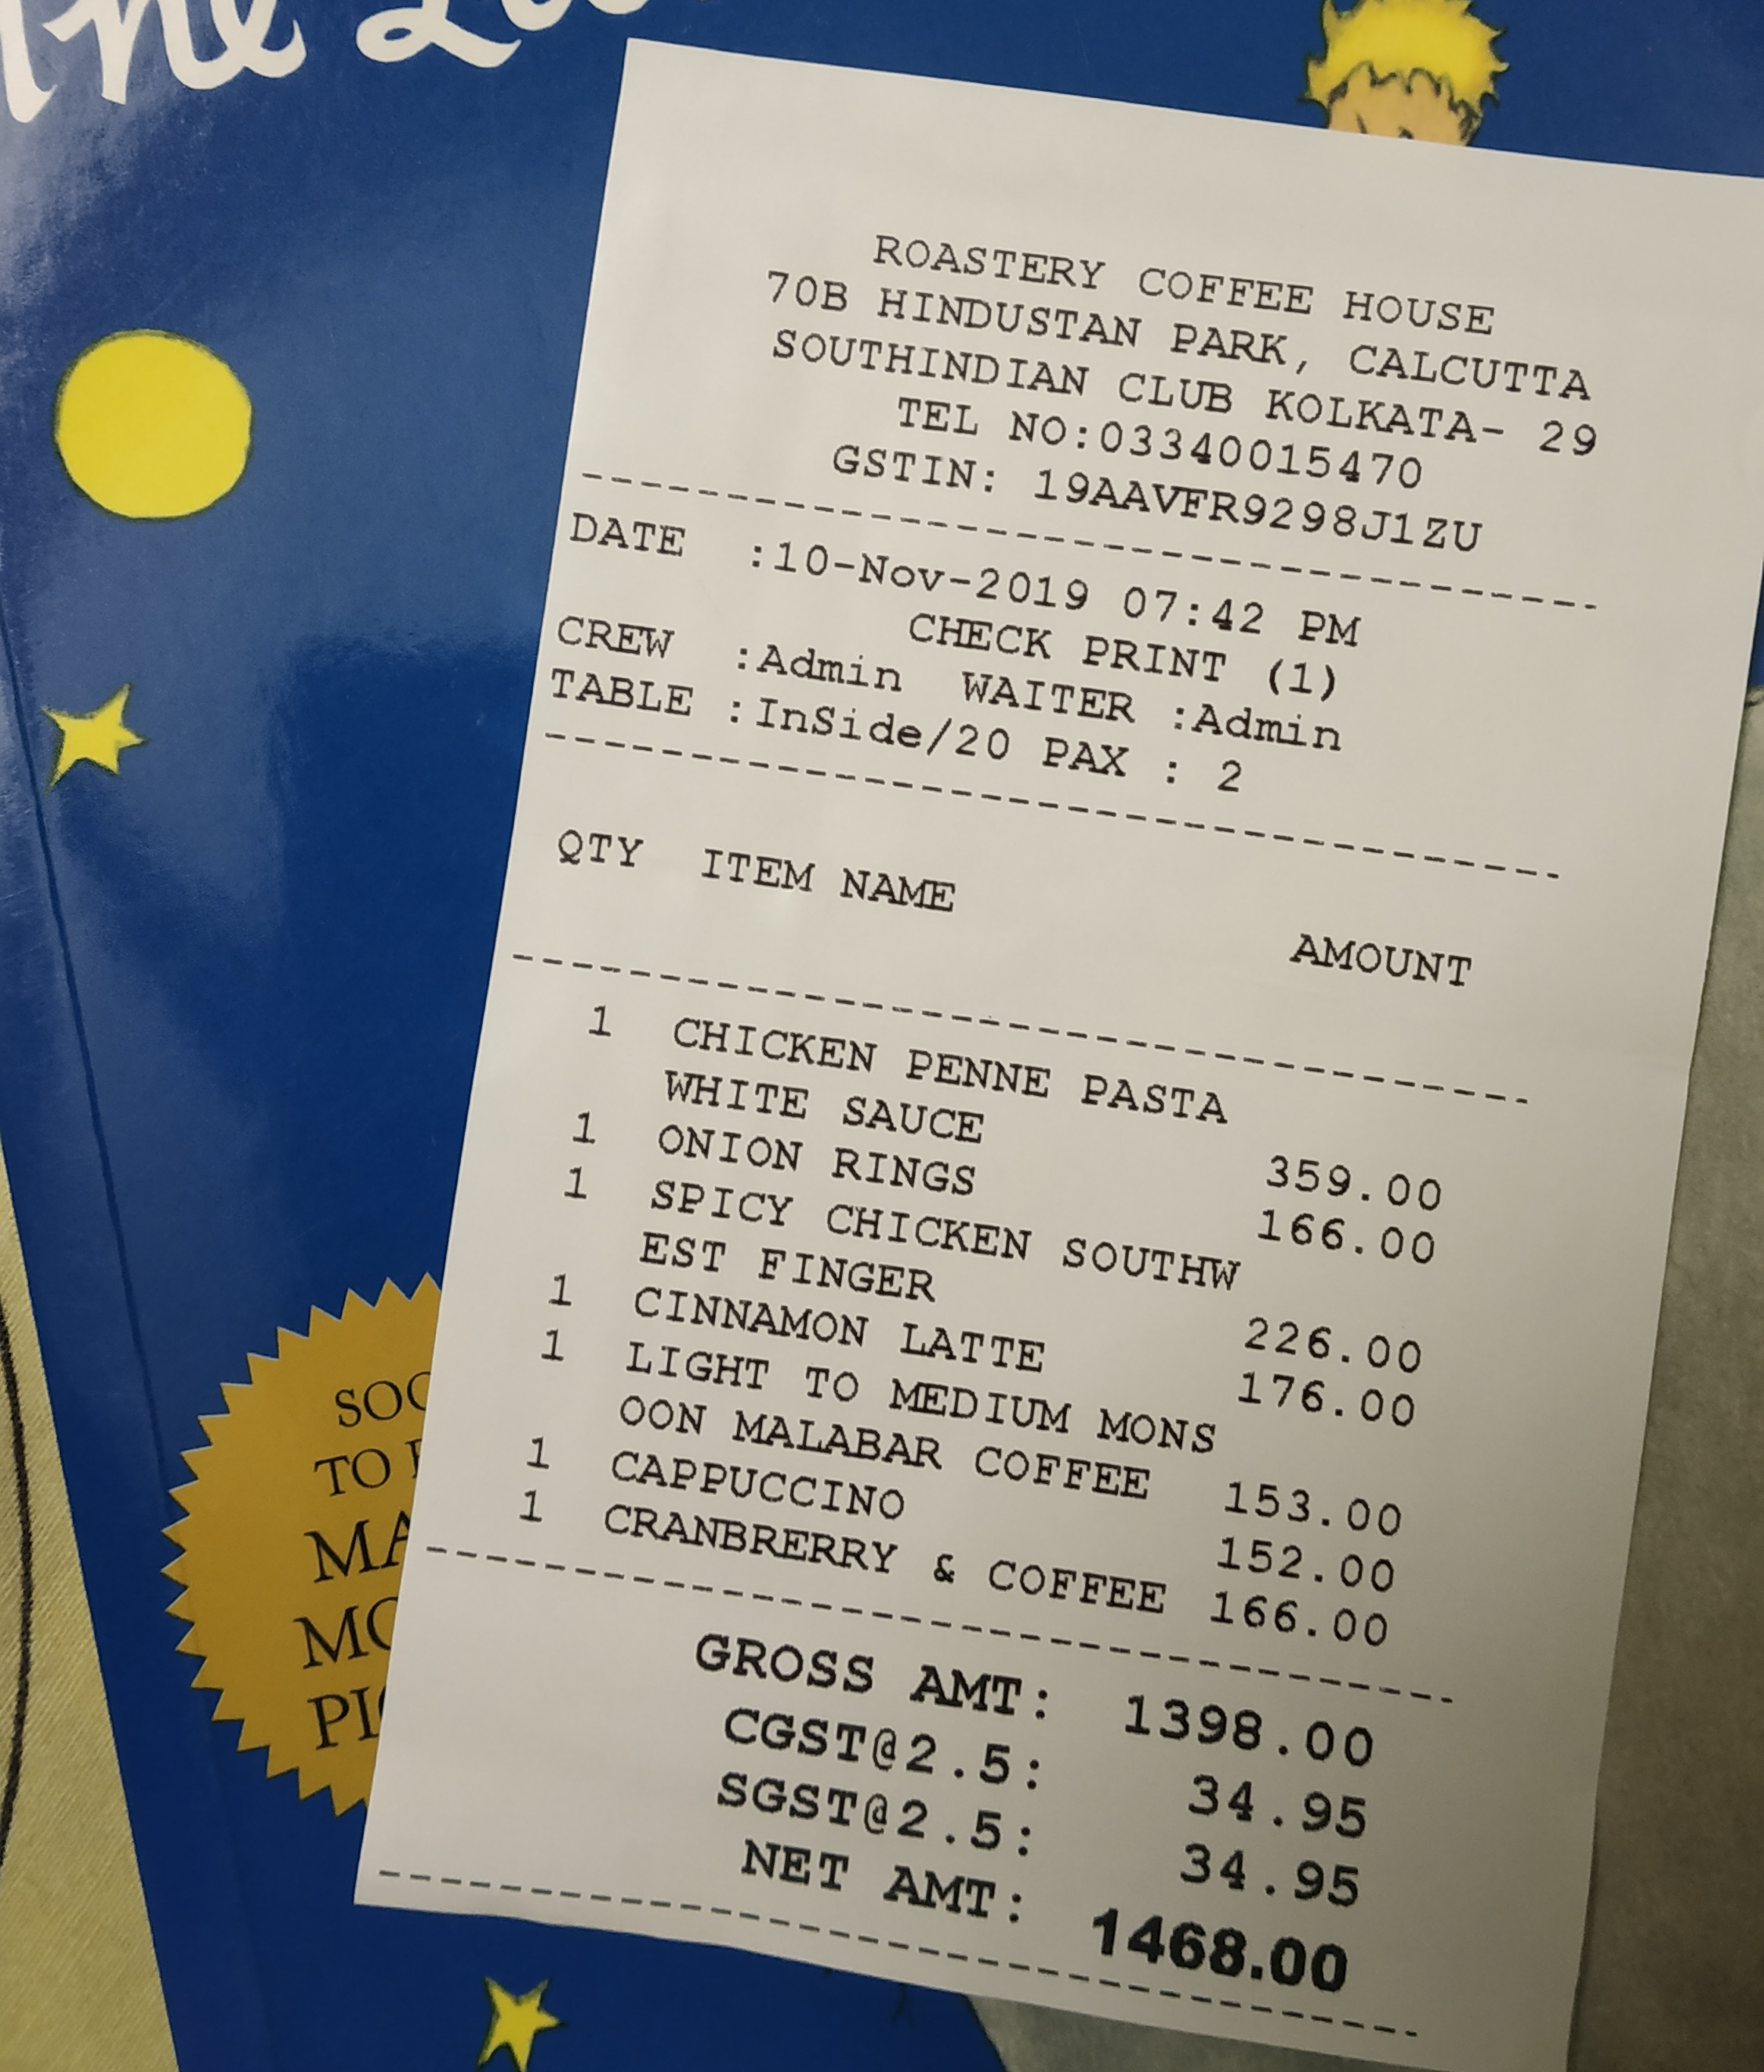 The
ROASTERY COFFEE HOUSE
70B HINDUSTAN PARK, CALCUTTA
SOUTHINDIAN CLUB KOLKATA- 29
TEL NO:03340015470
GSTIN: 19AAVFR9298J1ZU
DATE :10-Nov-2019 07:42 PM
CHECK PRINT (1)
CREW :Admin WAITER :Admin
TABLE :InSide/20 PAX : 2
QTY ITEM NAME AMOUNT
1 CHICKEN PENNE PASTA
WHITE SAUCE 359.00
1 ONION RINGS 166.00
1 SPICY CHICKEN SOUTHW
EST FINGER 226.00
1 CINNAMON LATTE 176.00
1 LIGHT TO MEDIUM MONS
OON MALABAR COFFEE 153.00
1 CAPPUCCINO 152.00
1 CRANBRERRY & COFFEE 166.00
GROSS AMT: 1398.00
CGST@2.5: 34.95
SGST@2.5: 34.95
NET AMT: 1468.00
TO